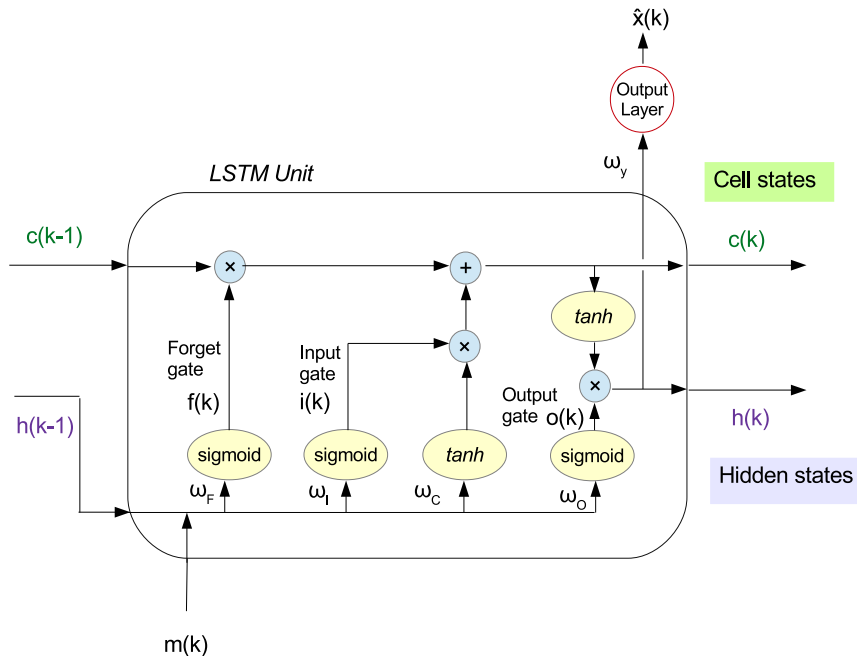 x̂(k)
Output
Layer
ω_y
LSTM Unit
Cell states
c(k-1)
c(k)
×
+
tanh
Forget
gate
f(k)
Input
gate
i(k)
×
Output
gate
o(k)
×
h(k-1)
h(k)
sigmoid
sigmoid
tanh
sigmoid
Hidden states
ω_F
ω_I
ω_C
ω_O
m(k)